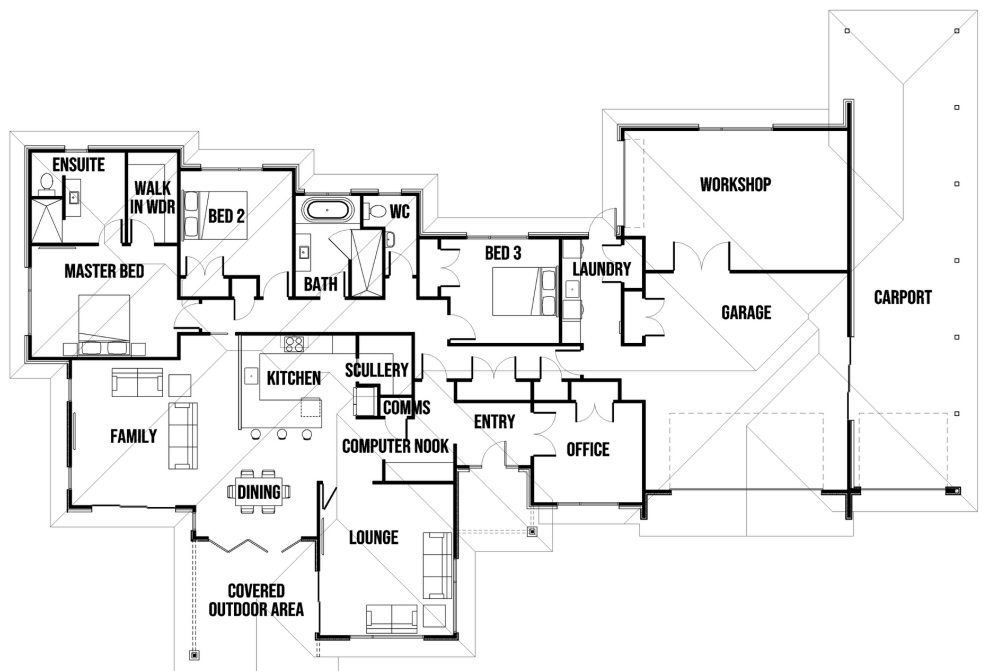 ENSUITE
WALK
IN WDR
BED 2
WC
MASTER BED
BATH
BED 3
LAUNDRY
WORKSHOP
GARAGE
CARPORT
KITCHEN
SCULLERY
COMMS
FAMILY
COMPUTER NOOK
ENTRY
OFFICE
DINING
LOUNGE
COVERED
OUTDOOR AREA